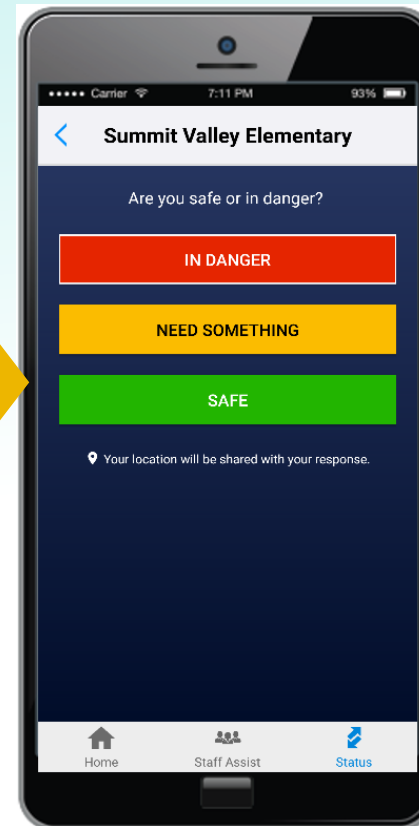 Carrier 7:11 PM 93%
Summit Valley Elementary
Are you safe or in danger?
IN DANGER
NEED SOMETHING
SAFE
Your location will be shared with your response.
Home Staff Assist Status